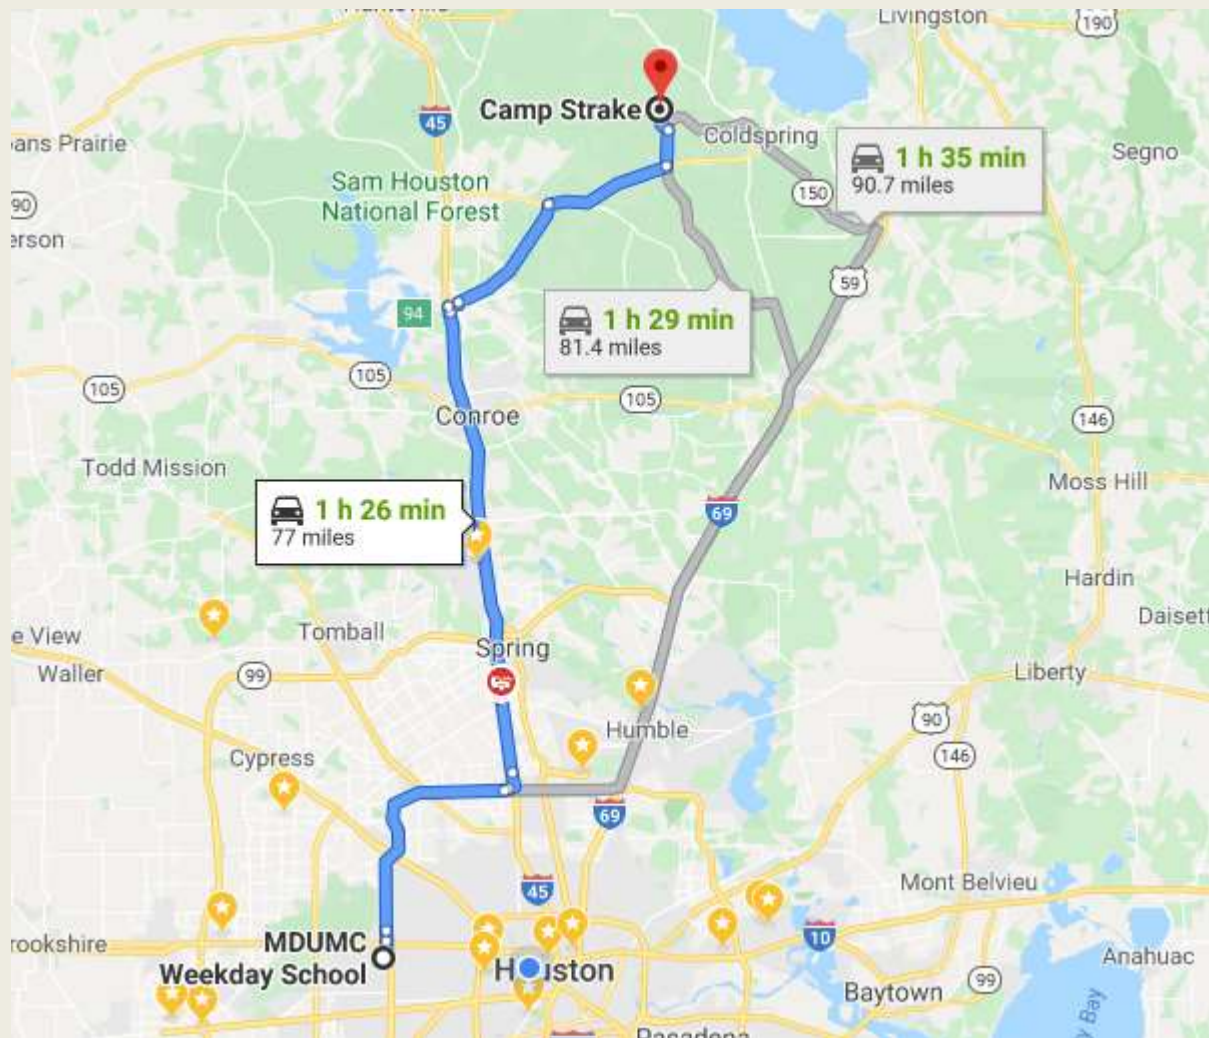 Livingston
190
Camp Strake
45
Coldspring
1 h 35 min
90.7 miles
Segno
ans Prairie
Sam Houston
National Forest
150
90
erson
59
94
1 h 29 min
81.4 miles
105
105
105
Conroe
146
Todd Mission
Moss Hill
1 h 26 min
77 miles
69
Hardin
Daisett
e View
Tomball
Spring
Waller
99
Liberty
Humble
90
146
Cypress
69
45
Mont Belvieu
rookshire
MDUMC
Weekday School
10
Anahuac
Houston
99
Baytown
y Bay
Pasadena